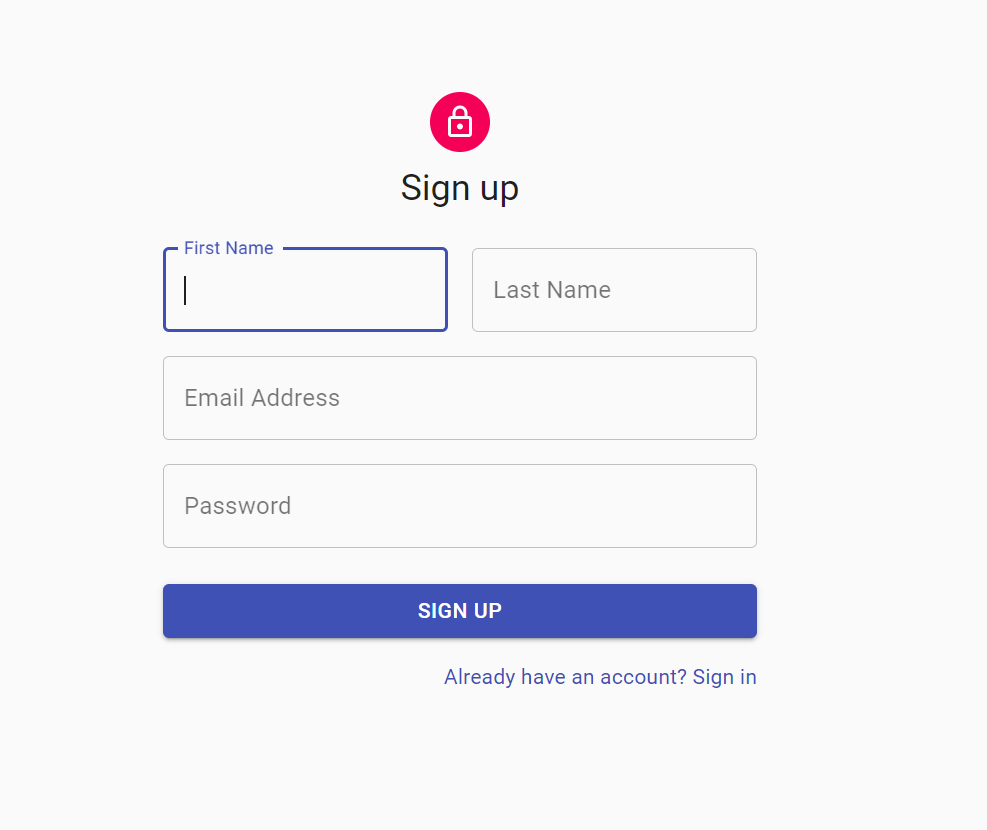 Sign up
First Name
Last Name
Email Address
Password
SIGN UP
Already have an account? Sign in